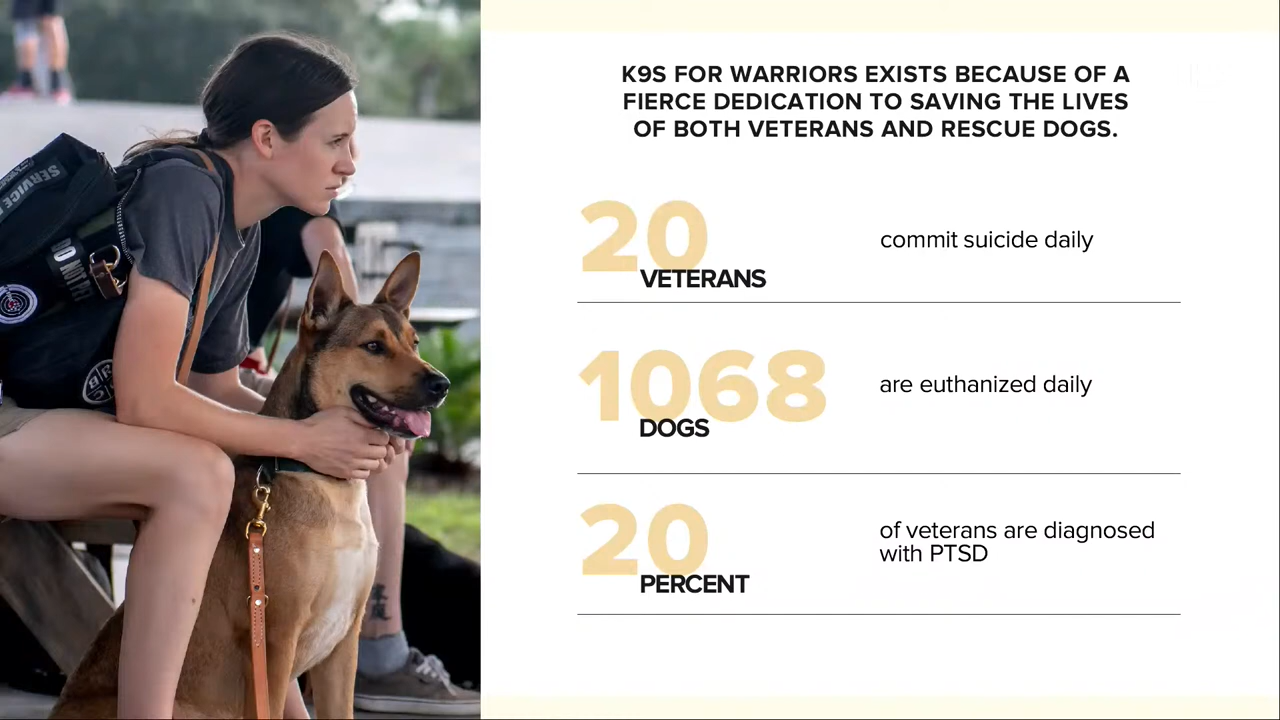 K9S FOR WARRIORS EXISTS BECAUSE OF A
FIERCE DEDICATION TO SAVING THE LIVES
OF BOTH VETERANS AND RESCUE DOGS.
20
VETERANS
commit suicide daily
1068
DOGS
are euthanized daily
20
PERCENT
of veterans are diagnosed
with PTSD
SERVICE
DO NOT PET